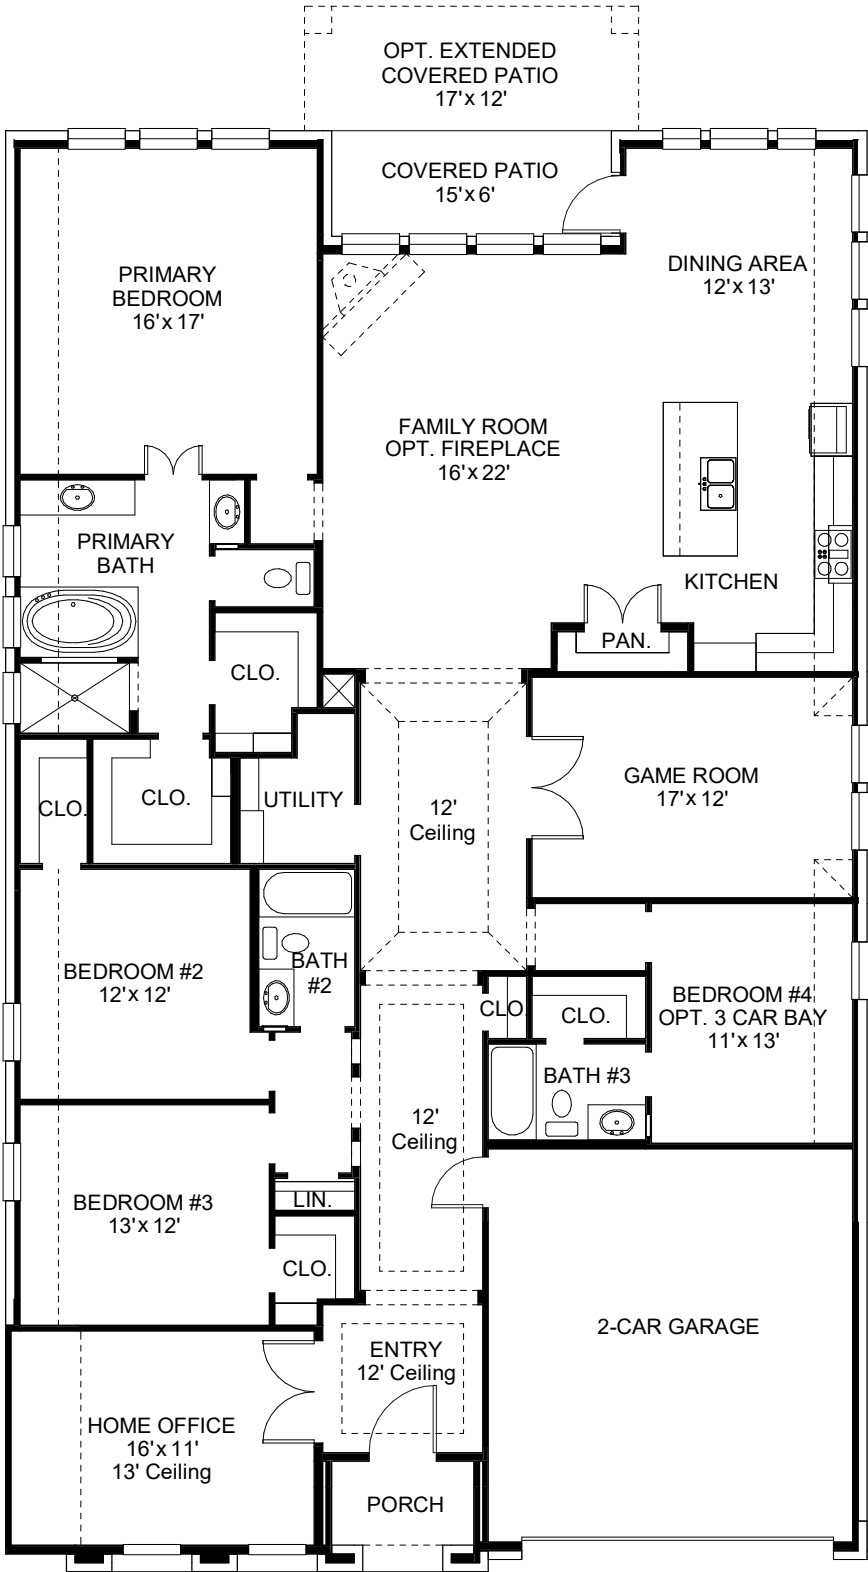 OPT. EXTENDED
COVERED PATIO
17' x 12'
COVERED PATIO
15' x 6'
PRIMARY
BEDROOM
16' x 17'
DINING AREA
12' x 13'
FAMILY ROOM
OPT. FIREPLACE
16' x 22'
PRIMARY
BATH
KITCHEN
PAN.
CLO.
GAME ROOM
17' x 12'
CLO.
CLO.
UTILITY
12'
Ceiling
BEDROOM #2
12' x 12'
BATH
#2
CLO.
CLO.
BEDROOM #4
OPT. 3 CAR BAY
11' x 13'
BATH #3
12'
Ceiling
BEDROOM #3
13' x 12'
LIN.
CLO.
2-CAR GARAGE
ENTRY
12' Ceiling
HOME OFFICE
16' x 11'
13' Ceiling
PORCH